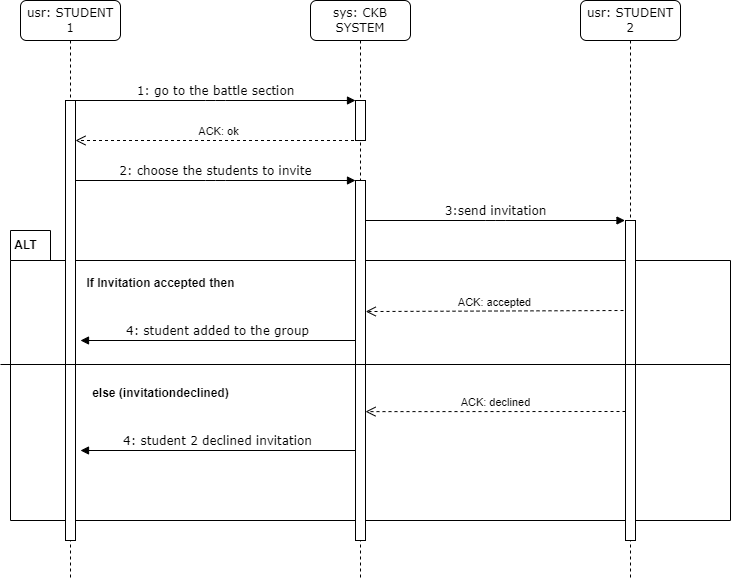 usr: STUDENT
1
sys: CKB
SYSTEM
usr: STUDENT
2
1: go to the battle section
ACK: ok
2: choose the students to invite
3:send invitation
ALT
If Invitation accepted then
ACK: accepted
4: student added to the group
else (invitationdeclined)
ACK: declined
4: student 2 declined invitation